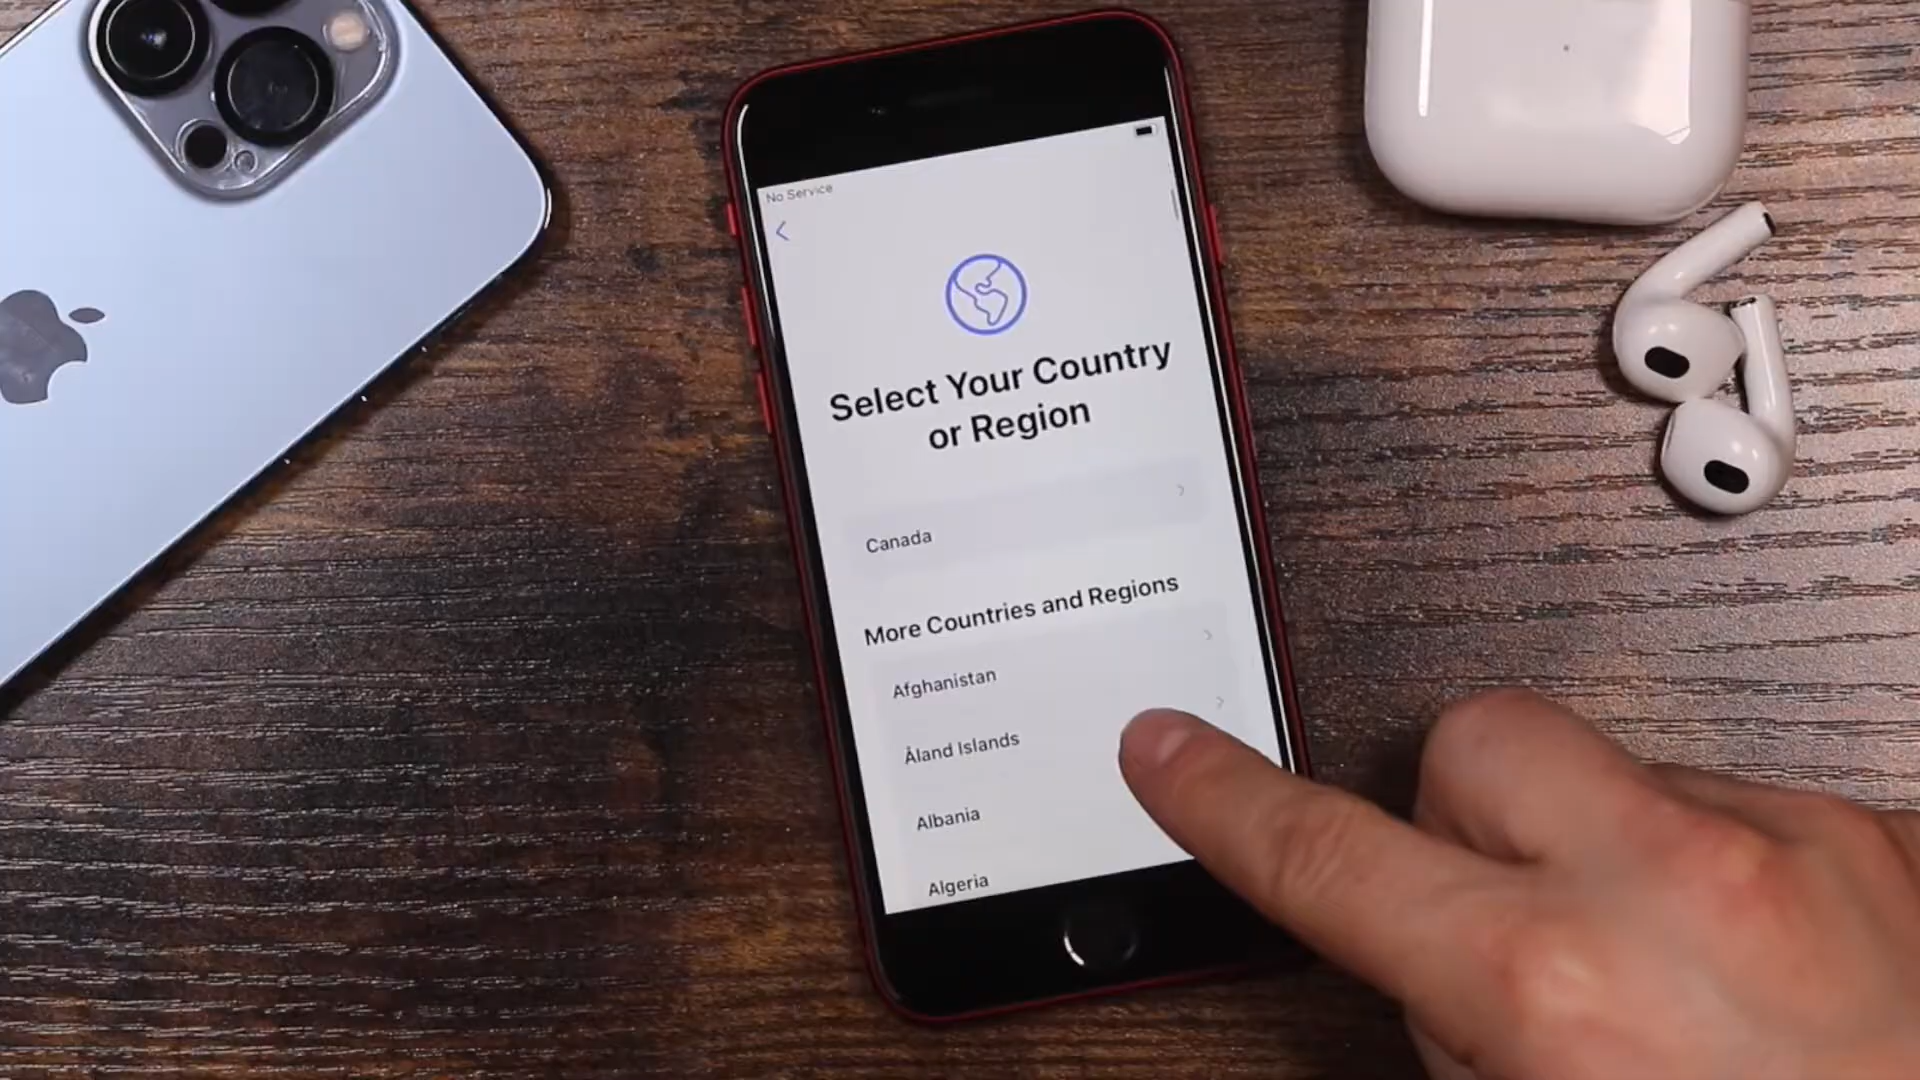 No Service
Select Your Country
or Region
Canada
More Countries and Regions
Afghanistan
Åland Islands
Albania
Algeria